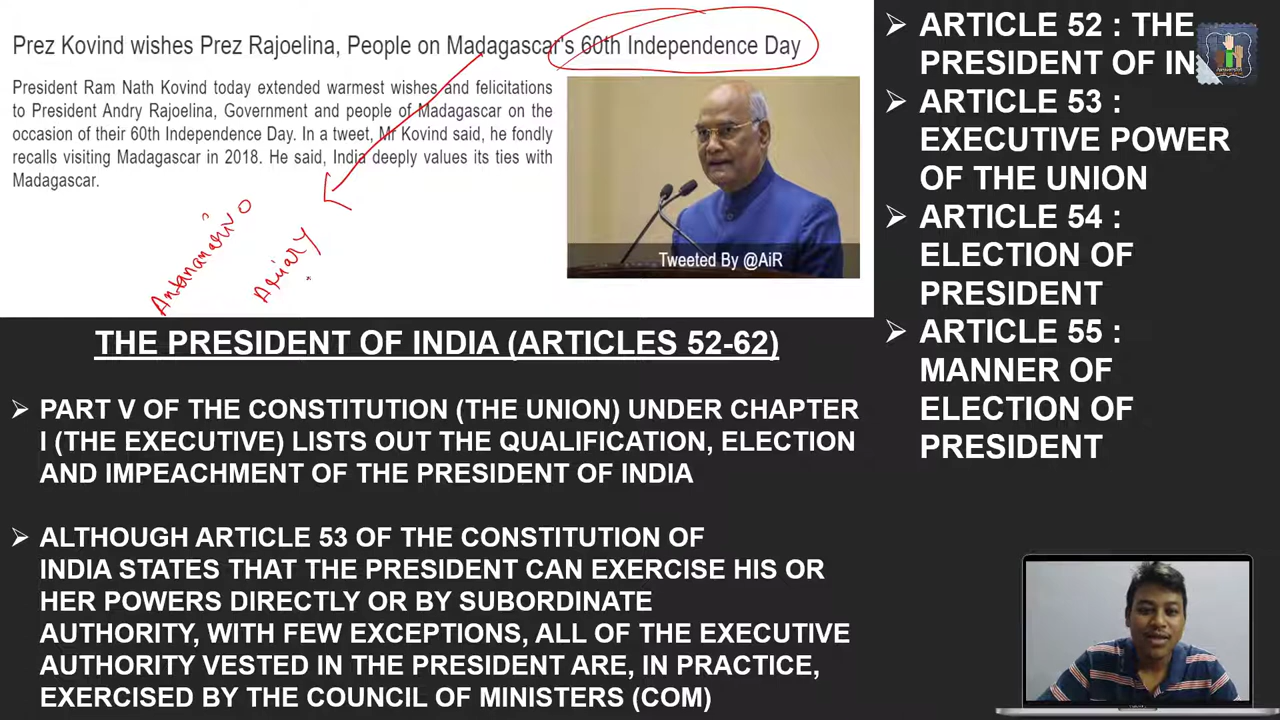 Prez Kovind wishes Prez Rajoelina, People on Madagascar's 60th Independence Day
President Ram Nath Kovind today extended warmest wishes and felicitations
to President Andry Rajoelina, Government and people of Madagascar on the
occasion of their 60th Independence Day. In a tweet, Mr Kovind said, he fondly
recalls visiting Madagascar in 2018. He said, India deeply values its ties with
Madagascar.
Antananarivo
Ariary
Tweeted By @AiR
THE PRESIDENT OF INDIA (ARTICLES 52-62)
➢ PART V OF THE CONSTITUTION (THE UNION) UNDER CHAPTER
I (THE EXECUTIVE) LISTS OUT THE QUALIFICATION, ELECTION
AND IMPEACHMENT OF THE PRESIDENT OF INDIA
➢ ALTHOUGH ARTICLE 53 OF THE CONSTITUTION OF
INDIA STATES THAT THE PRESIDENT CAN EXERCISE HIS OR
HER POWERS DIRECTLY OR BY SUBORDINATE
AUTHORITY, WITH FEW EXCEPTIONS, ALL OF THE EXECUTIVE
AUTHORITY VESTED IN THE PRESIDENT ARE, IN PRACTICE,
EXERCISED BY THE COUNCIL OF MINISTERS (COM)
➢ ARTICLE 52 : THE
PRESIDENT OF IN
➢ ARTICLE 53 :
EXECUTIVE POWER
OF THE UNION
➢ ARTICLE 54 :
ELECTION OF
PRESIDENT
➢ ARTICLE 55 :
MANNER OF
ELECTION OF
PRESIDENT